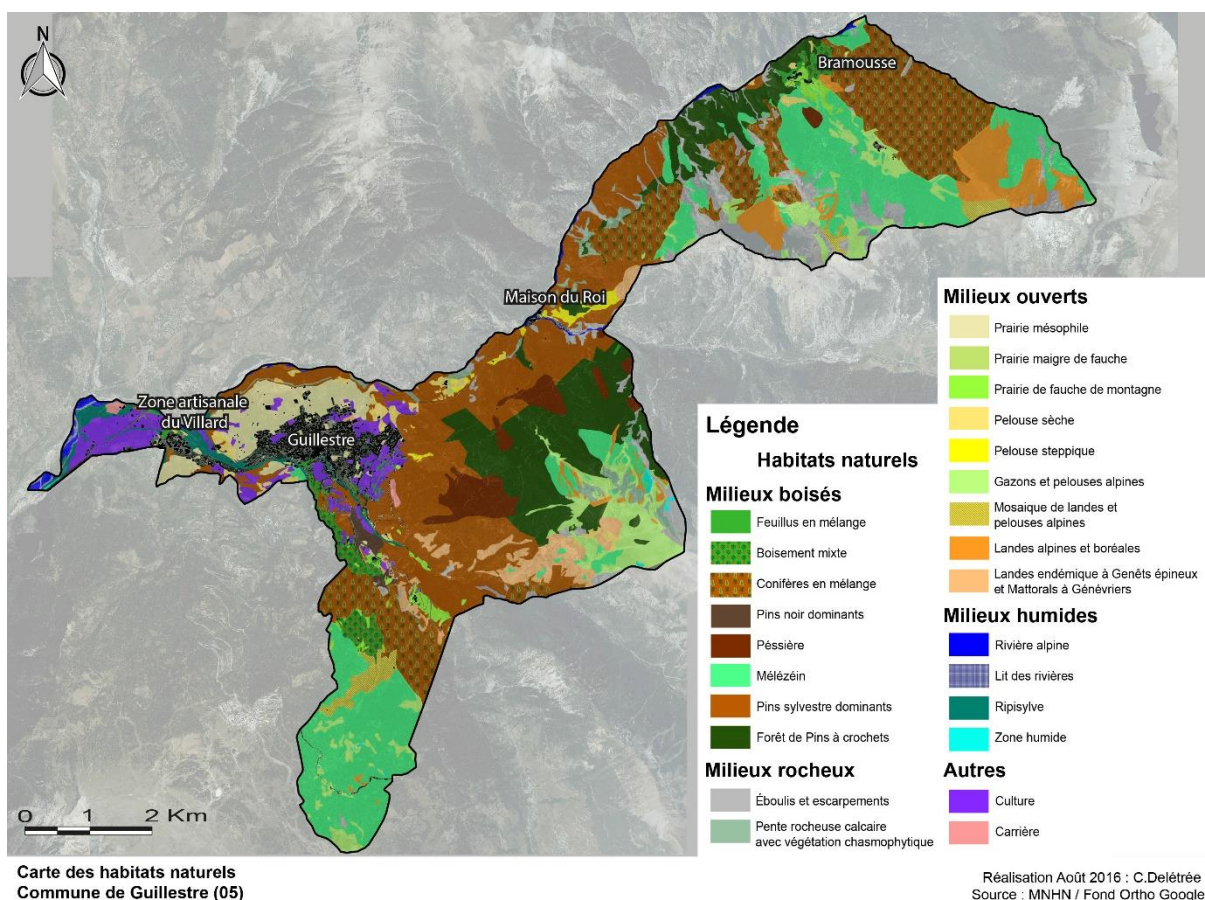 N
Bramousse
Maison du Roi
Zone artisanale
du Villard
Guillestre
0 1 2 Km
Légende
Habitats naturels
Milieux boisés
Feuillus en mélange
Boisement mixte
Conifères en mélange
Pins noir dominants
Péssière
Mélézéin
Pins sylvestre dominants
Forêt de Pins à crochets
Milieux rocheux
Éboulis et escarpements
Pente rocheuse calcaire
avec végétation chasmophytique
Milieux ouverts
Prairie mésophile
Prairie maigre de fauche
Prairie de fauche de montagne
Pelouse sèche
Pelouse steppique
Gazons et pelouses alpines
Mosaique de landes et
pelouses alpines
Landes alpines et boréales
Landes endémique à Genêts épineux
et Mattorals à Génévriers
Milieux humides
Rivière alpine
Lit des rivières
Ripisylve
Zone humide
Autres
Culture
Carrière
Carte des habitats naturels
Commune de Guillestre (05)
Réalisation Août 2016 : C.Delétrée
Source : MNHN / Fond Ortho Google